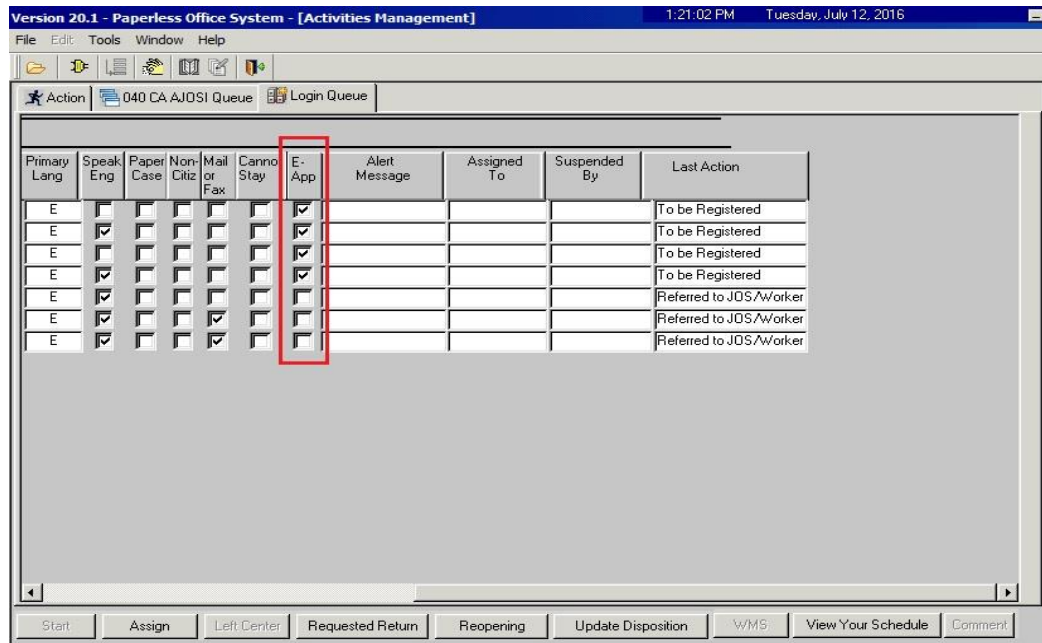 Version 20.1 - Paperless Office System - [Activities Management] 1:21:02 PM Tuesday, July 12, 2016
File Edit Tools Window Help
Action 040 CA AJOSI Queue Login Queue
Primary Lang Speak Eng Paper Case Non-Citiz Mail or Fax Canno Stay E-App Alert Message Assigned To Suspended By Last Action
E To be Registered
E To be Registered
E To be Registered
E To be Registered
E Referred to JOS/Worker
E Referred to JOS/Worker
E Referred to JOS/Worker
Start Assign Left Center Requested Return Reopening Update Disposition WMS View Your Schedule Comment